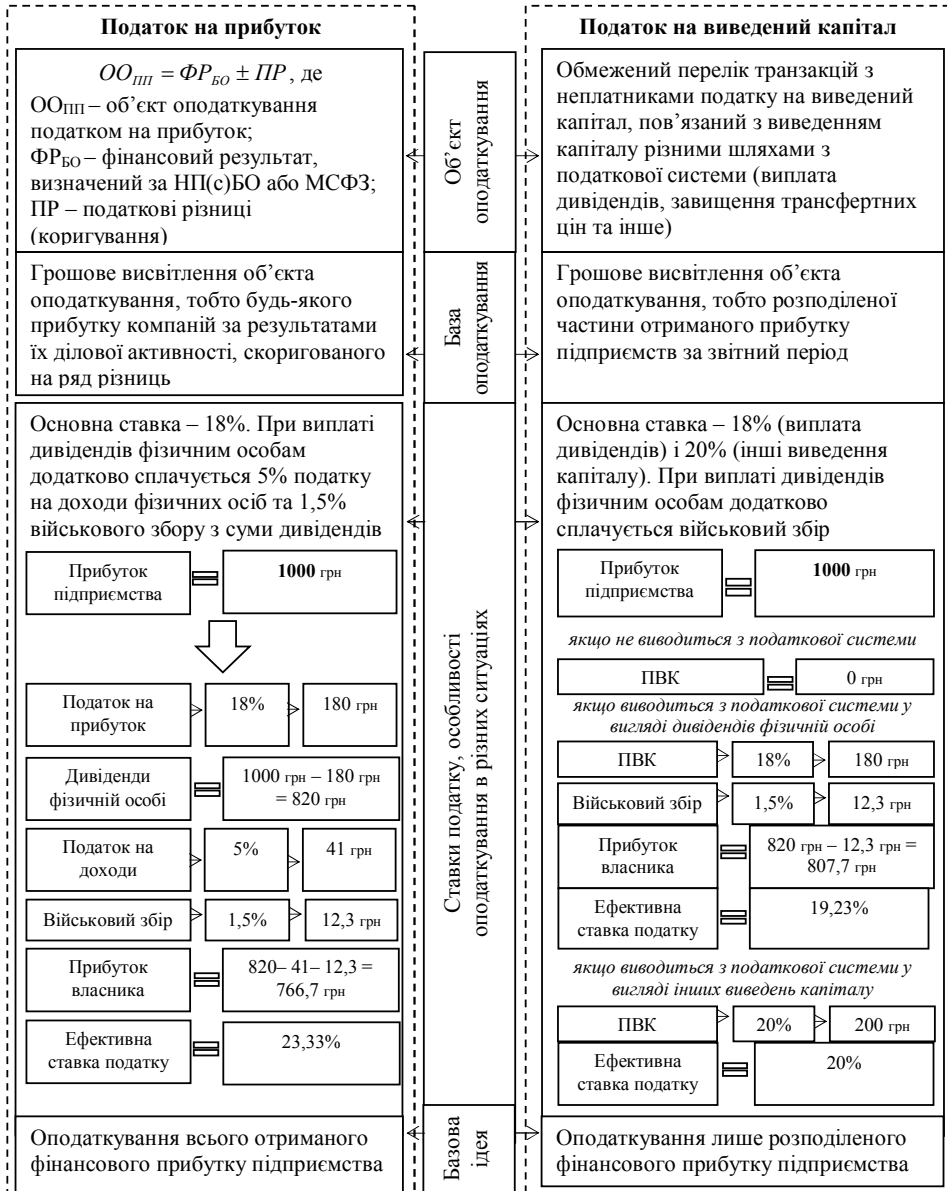 Податок на прибуток
ОО_ПП = ФР_БО ± ПР , де
ОО_ПП – об’єкт оподаткування
податком на прибуток;
ФР_БО – фінансовий результат,
визначений за НП(с)БО або МСФЗ;
ПР – податкові різниці
(коригування)
Об’єкт
оподаткування
Податок на виведений капітал
Обмежений перелік транзакцій з
неплатниками податку на виведений
капітал, пов’язаний з виведенням
капіталу різними шляхами з
податкової системи (виплата
дивідендів, завищення трансфертних
цін та інше)
Грошове висвітлення об’єкта
оподаткування, тобто будь-якого
прибутку компаній за результатами
їх ділової активності, скоригованого
на ряд різниць
База
оподаткування
Грошове висвітлення об’єкта
оподаткування, тобто розподіленої
частини отриманого прибутку
підприємств за звітний період
Основна ставка – 18%. При виплаті
дивідендів фізичним особам
додатково сплачується 5% податку
на доходи фізичних осіб та 1,5%
військового збору з суми дивідендів
Прибуток
підприємства
=
1000 грн
Податок на
прибуток
18%
180 грн
Дивіденди
фізичній особі
=
1000 грн – 180 грн
= 820 грн
Податок на
доходи
5%
41 грн
Військовий збір
1,5%
12,3 грн
Прибуток
власника
=
820– 41– 12,3 =
766,7 грн
Ефективна
ставка податку
=
23,33%
Ставки податку, особливості
оподаткування в різних ситуаціях
Основна ставка – 18% (виплата
дивідендів) і 20% (інші виведення
капіталу). При виплаті дивідендів
фізичним особам додатково
сплачується військовий збір
Прибуток
підприємства
=
1000 грн
якщо не виводиться з податкової системи
ПВК
=
0 грн
якщо виводиться з податкової системи у
вигляді дивідендів фізичній особі
ПВК
18%
180 грн
Військовий збір
1,5%
12,3 грн
Прибуток
власника
=
820 грн – 12,3 грн =
807,7 грн
Ефективна
ставка податку
=
19,23%
якщо виводиться з податкової системи у
вигляді інших виведень капіталу
ПВК
20%
200 грн
Ефективна
ставка податку
=
20%
Оподаткування всього отриманого
фінансового прибутку підприємства
Базова
ідея
Оподаткування лише розподіленого
фінансового прибутку підприємства